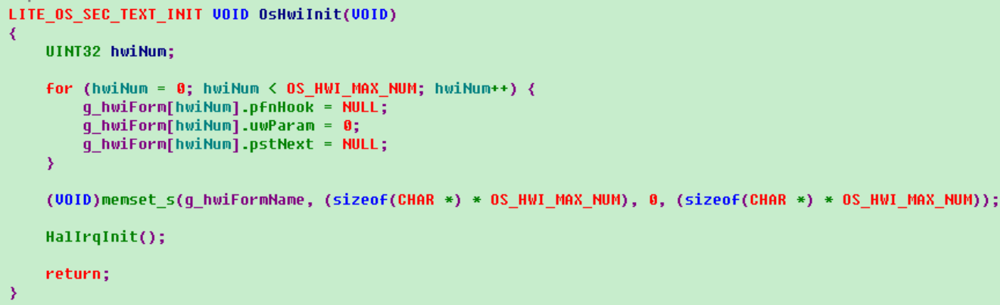 LITE_OS_SEC_TEXT_INIT VOID OsHwiInit(VOID)
{
    UINT32 hwiNum;

    for (hwiNum = 0; hwiNum < OS_HWI_MAX_NUM; hwiNum++) {
        g_hwiForm[hwiNum].pfnHook = NULL;
        g_hwiForm[hwiNum].uwParam = 0;
        g_hwiForm[hwiNum].pstNext = NULL;
    }

    (VOID)memset_s(g_hwiFormName, (sizeof(CHAR *) * OS_HWI_MAX_NUM), 0, (sizeof(CHAR *) * OS_HWI_MAX_NUM));

    HalIrqInit();

    return;
}